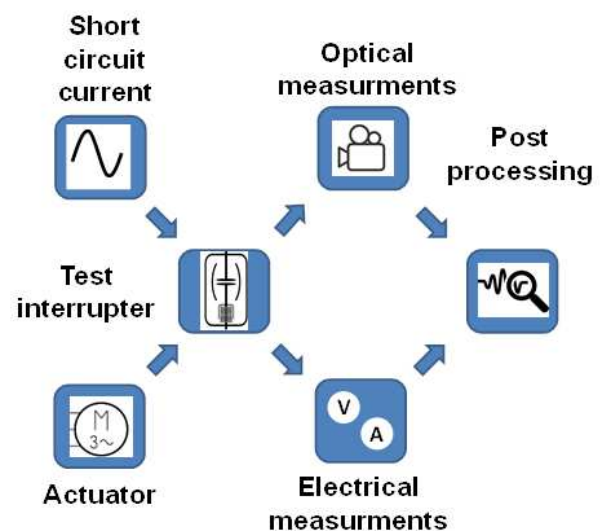 Short
circuit
current
Optical
measurments
Post
processing
Test
interrupter
M
3~
Actuator
V
A
Electrical
measurments